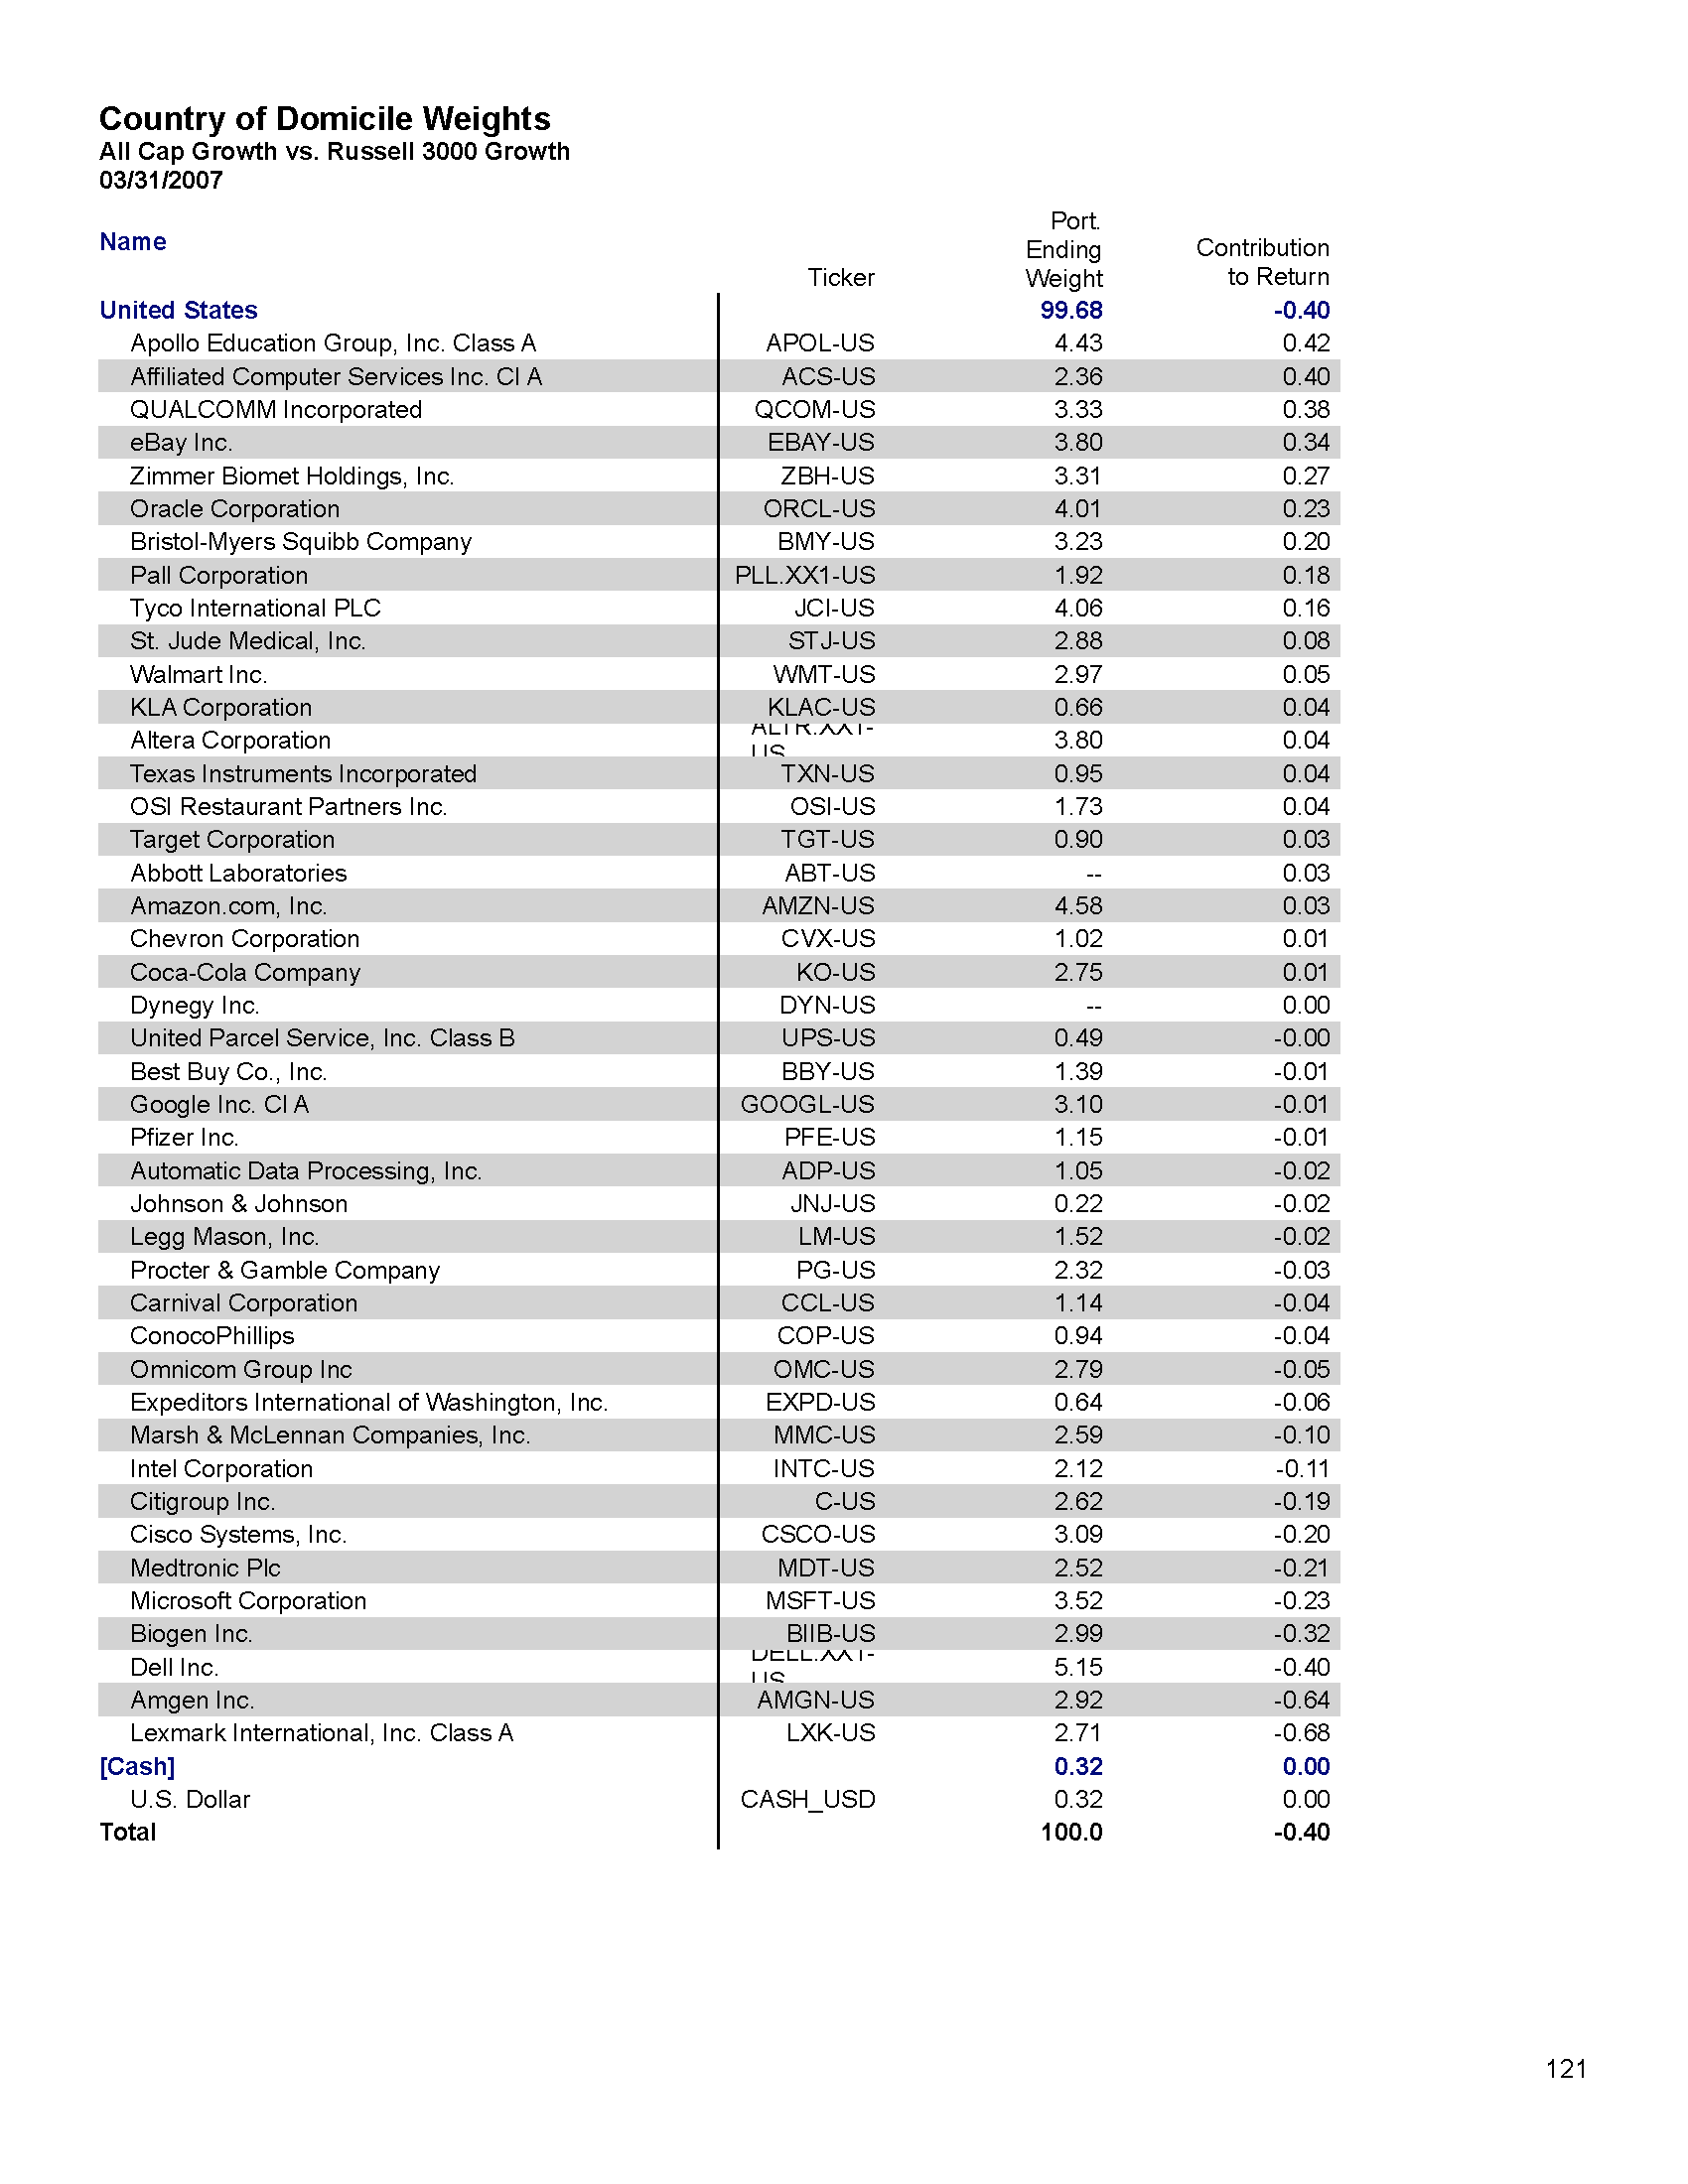 Country of Domicile Weights
All Cap Growth vs. Russell 3000 Growth
03/31/2007
Name Ticker Port. Ending Weight Contribution to Return
United States 99.68 -0.40
Apollo Education Group, Inc. Class A APOL-US 4.43 0.42
Affiliated Computer Services Inc. Cl A ACS-US 2.36 0.40
QUALCOMM Incorporated QCOM-US 3.33 0.38
eBay Inc. EBAY-US 3.80 0.34
Zimmer Biomet Holdings, Inc. ZBH-US 3.31 0.27
Oracle Corporation ORCL-US 4.01 0.23
Bristol-Myers Squibb Company BMY-US 3.23 0.20
Pall Corporation PLL.XX1-US 1.92 0.18
Tyco International PLC JCI-US 4.06 0.16
St. Jude Medical, Inc. STJ-US 2.88 0.08
Walmart Inc. WMT-US 2.97 0.05
KLA Corporation KLAC-US 0.66 0.04
Altera Corporation ALTR.XX1-US 3.80 0.04
Texas Instruments Incorporated TXN-US 0.95 0.04
OSI Restaurant Partners Inc. OSI-US 1.73 0.04
Target Corporation TGT-US 0.90 0.03
Abbott Laboratories ABT-US -- 0.03
Amazon.com, Inc. AMZN-US 4.58 0.03
Chevron Corporation CVX-US 1.02 0.01
Coca-Cola Company KO-US 2.75 0.01
Dynegy Inc. DYN-US -- 0.00
United Parcel Service, Inc. Class B UPS-US 0.49 -0.00
Best Buy Co., Inc. BBY-US 1.39 -0.01
Google Inc. Cl A GOOGL-US 3.10 -0.01
Pfizer Inc. PFE-US 1.15 -0.01
Automatic Data Processing, Inc. ADP-US 1.05 -0.02
Johnson & Johnson JNJ-US 0.22 -0.02
Legg Mason, Inc. LM-US 1.52 -0.02
Procter & Gamble Company PG-US 2.32 -0.03
Carnival Corporation CCL-US 1.14 -0.04
ConocoPhillips COP-US 0.94 -0.04
Omnicom Group Inc OMC-US 2.79 -0.05
Expeditors International of Washington, Inc. EXPD-US 0.64 -0.06
Marsh & McLennan Companies, Inc. MMC-US 2.59 -0.10
Intel Corporation INTC-US 2.12 -0.11
Citigroup Inc. C-US 2.62 -0.19
Cisco Systems, Inc. CSCO-US 3.09 -0.20
Medtronic Plc MDT-US 2.52 -0.21
Microsoft Corporation MSFT-US 3.52 -0.23
Biogen Inc. BIIB-US 2.99 -0.32
Dell Inc. DELL.XX1-US 5.15 -0.40
Amgen Inc. AMGN-US 2.92 -0.64
Lexmark International, Inc. Class A LXK-US 2.71 -0.68
[Cash] 0.32 0.00
U.S. Dollar CASH_USD 0.32 0.00
Total 100.0 -0.40
121